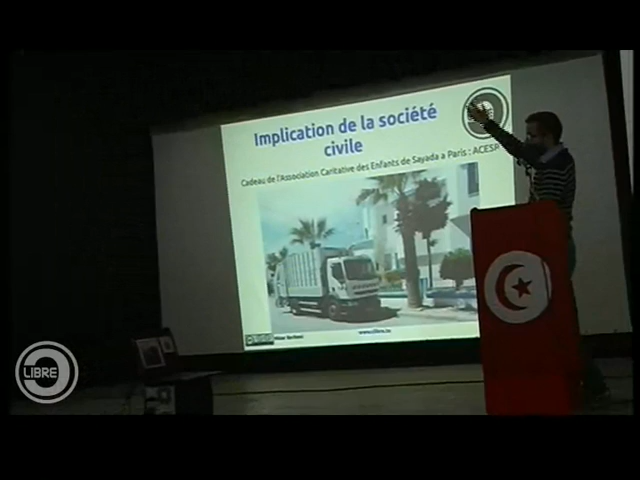 Implication de la société
civile
Cadeau de l'Association Caritative des Enfants de Sayada a Paris : ACESP
www.clibre.tn
LIBRE